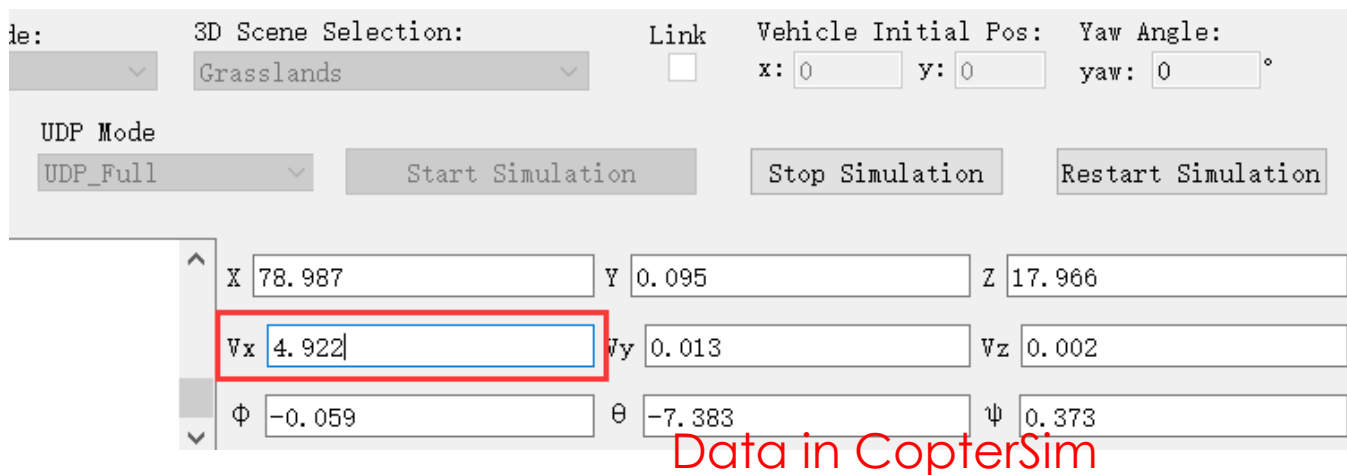 de: 3D Scene Selection: Link Vehicle Initial Pos: Yaw Angle:
Grasslands x: 0 y: 0 yaw: 0 °
UDP Mode
UDP_Full Start Simulation Stop Simulation Restart Simulation
X 78.987 Y 0.095 Z 17.966
Vx 4.922 Vy 0.013 Vz 0.002
Φ -0.059 θ -7.383 ψ 0.373
Data in CopterSim